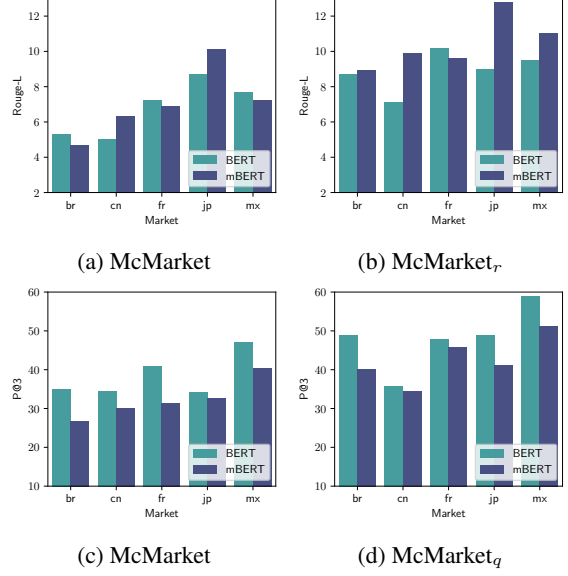 Rouge-L
2
4
6
8
10
br
cn
fr
jp
mx
Market
BERT
mBERT
(a) McMarket
Rouge-L
2
4
6
8
10
12
br
cn
fr
jp
mx
Market
BERT
mBERT
(b) McMarketr
P@3
10
20
30
40
50
60
br
cn
fr
jp
mx
Market
BERT
mBERT
(c) McMarket
P@3
10
20
30
40
50
60
br
cn
fr
jp
mx
Market
BERT
mBERT
(d) McMarketq